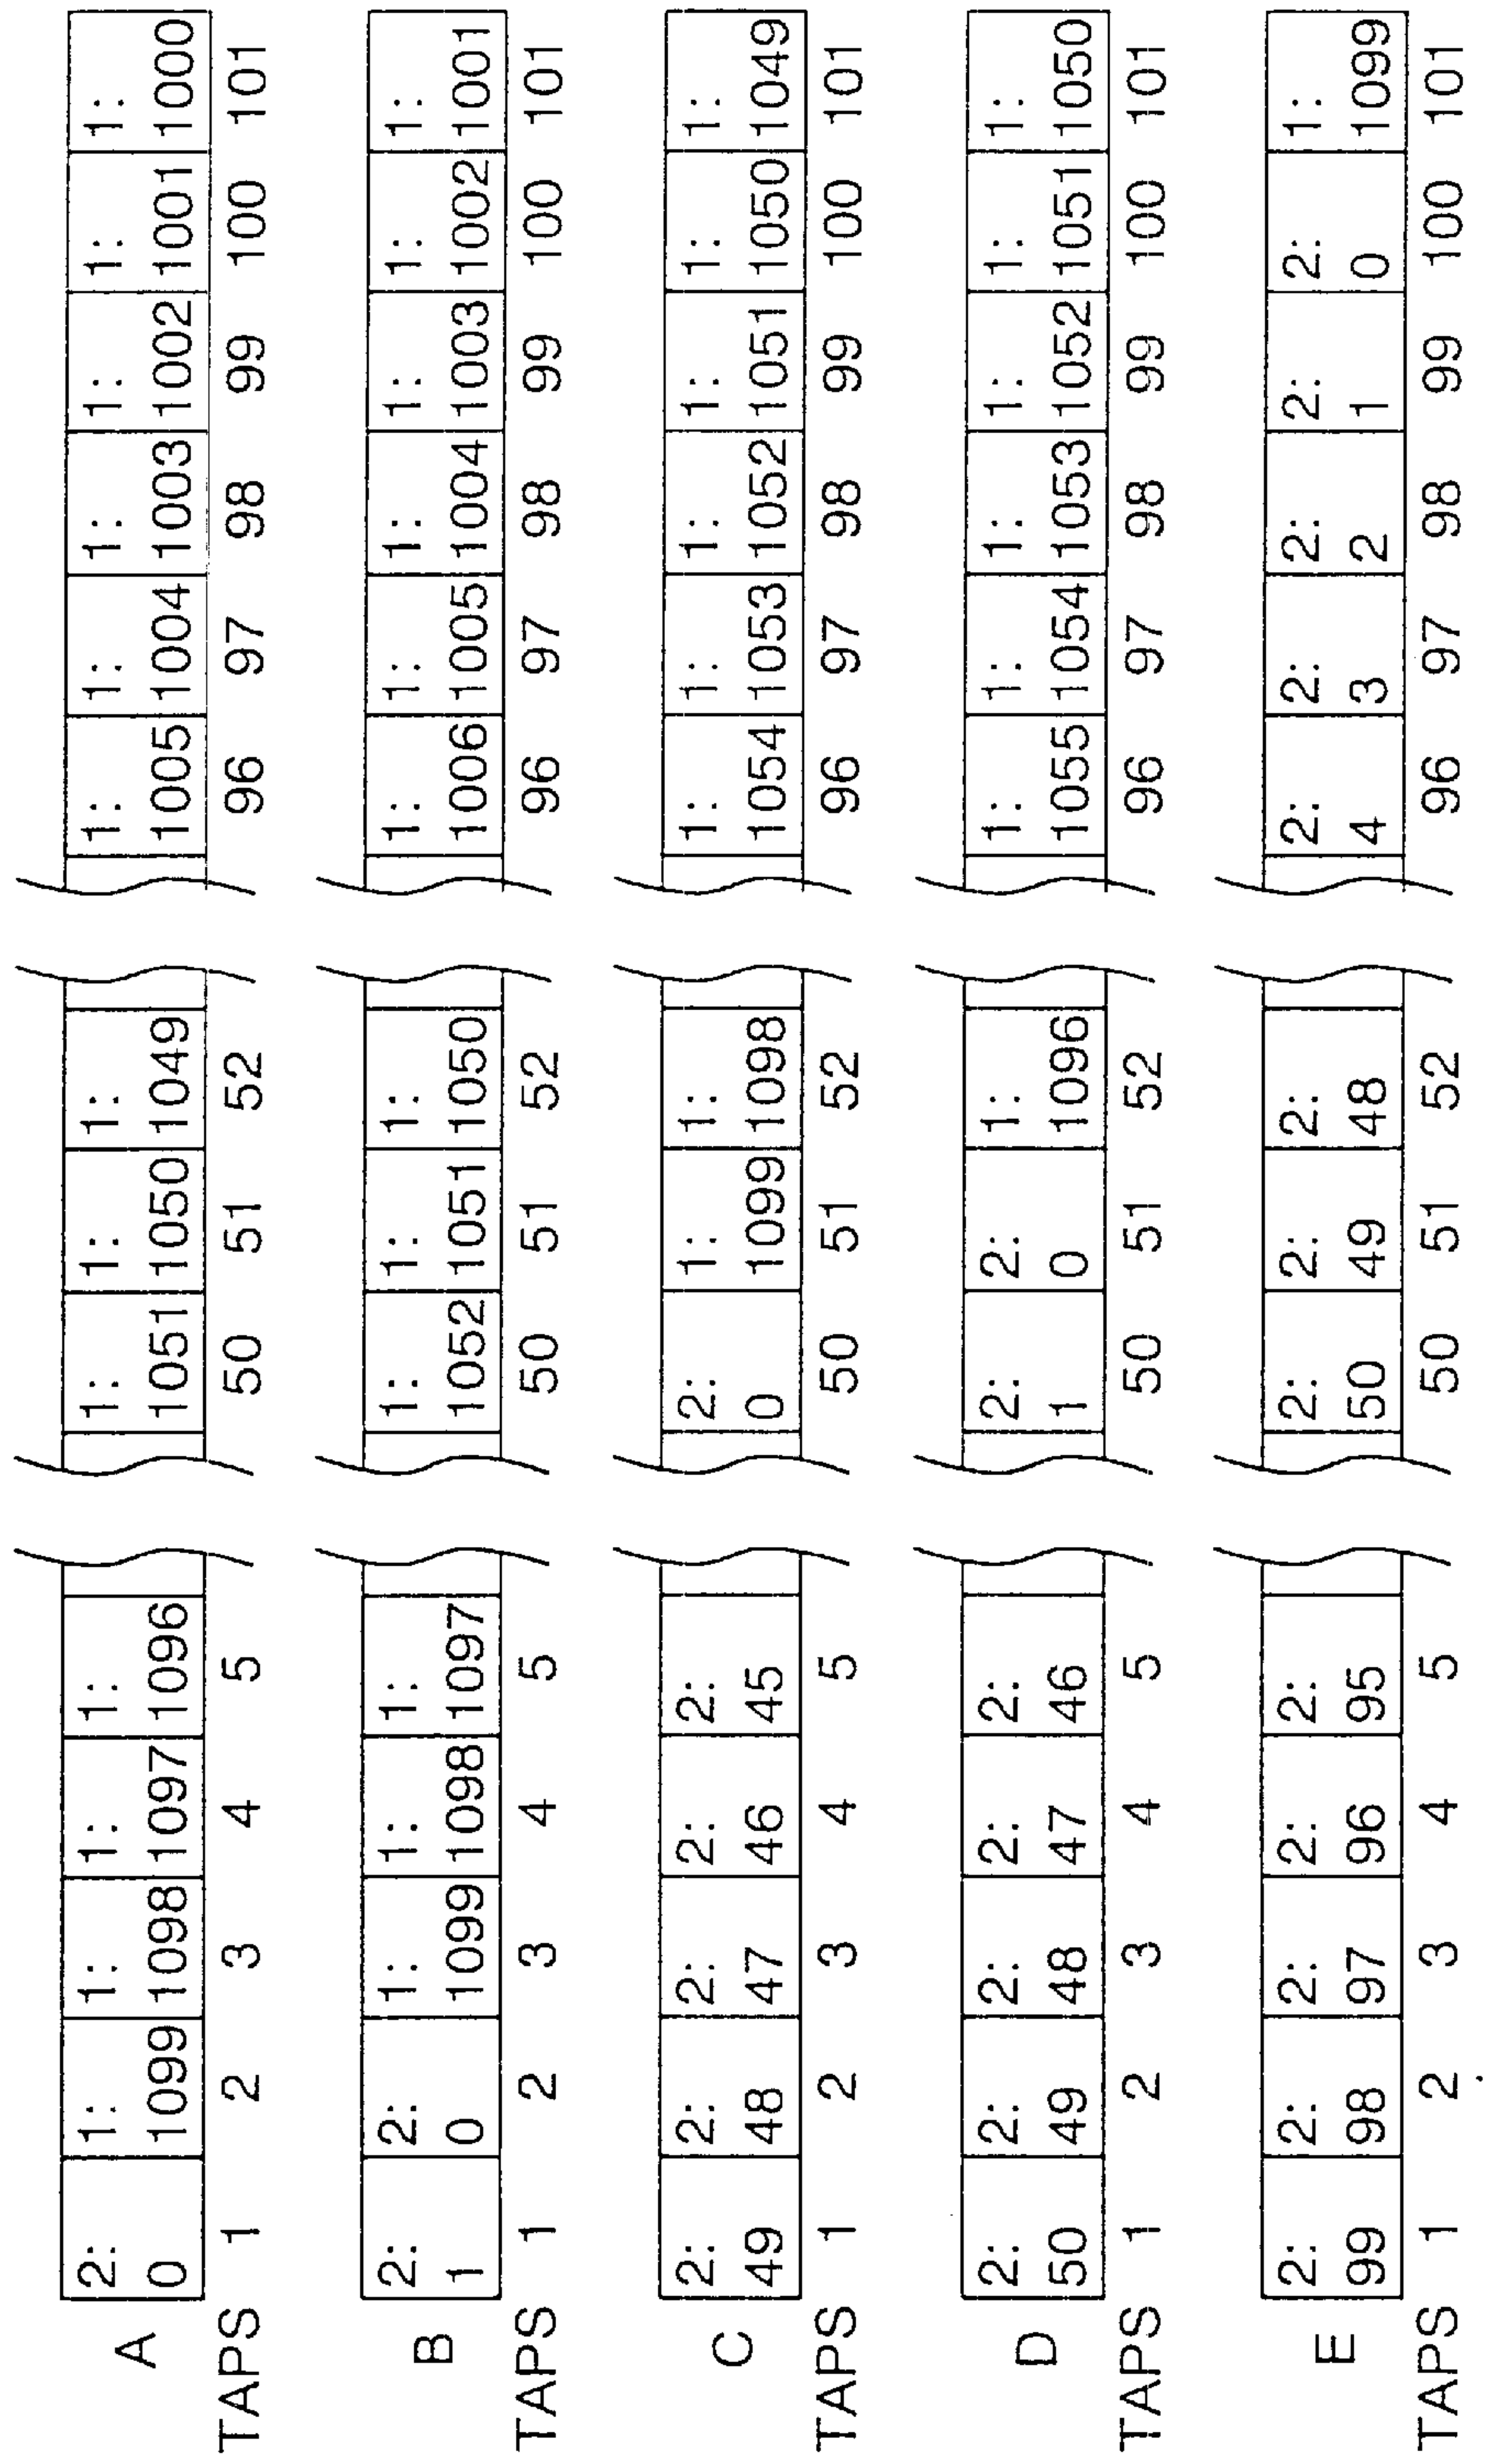 A 2: 1: 1: 1: 1: 1: 1: 1: 1: 1: 1: 1: 1: 1:
0 1099 1098 1097 1096 1051 1050 1049 1005 1004 1003 1002 1001 1000
TAPS 1 2 3 4 5 50 51 52 96 97 98 99 100 101
B 2: 2: 1: 1: 1: 1: 1: 1: 1: 1: 1: 1: 1: 1:
1 0 1099 1098 1097 1052 1051 1050 1006 1005 1004 1003 1002 1001
TAPS 1 2 3 4 5 50 51 52 96 97 98 99 100 101
C 2: 2: 2: 2: 2: 2: 1: 1: 1: 1: 1: 1: 1: 1:
49 48 47 46 45 0 1099 1098 1054 1053 1052 1051 1050 1049
TAPS 1 2 3 4 5 50 51 52 96 97 98 99 100 101
D 2: 2: 2: 2: 2: 2: 2: 1: 1: 1: 1: 1: 1: 1:
50 49 48 47 46 1 0 1096 1055 1054 1053 1052 1051 1050
TAPS 1 2 3 4 5 50 51 52 96 97 98 99 100 101
E 2: 2: 2: 2: 2: 2: 2: 2: 2: 2: 2: 2: 2: 1:
99 98 97 96 95 50 49 48 4 3 2 1 0 1099
TAPS 1 2 3 4 5 50 51 52 96 97 98 99 100 101